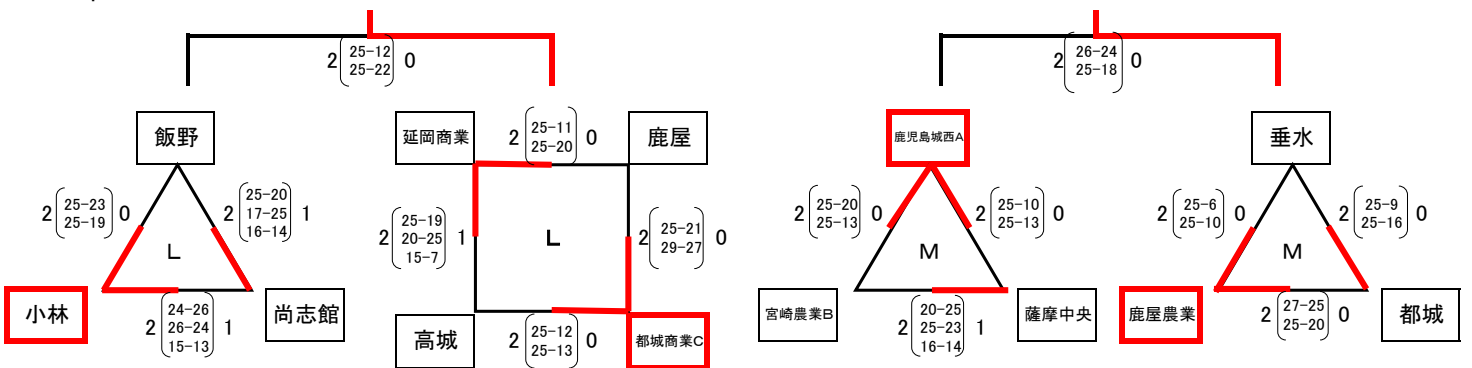 2 25-12 0
25-22
2 26-24 0
25-18
飯野
延岡商業
2 25-11 0
25-20
鹿屋
鹿児島城西A
垂水
2 25-23 0
25-19
2 25-20 1
17-25
16-14
L
2 25-19 1
20-25
15-7
L
2 25-21 0
29-27
2 25-20 0
25-13
2 25-10 0
25-13
M
2 25-6 0
25-10
2 25-9 0
25-16
M
小林
2 24-26 1
26-24
15-13
尚志館
高城
2 25-12 0
25-13
都城商業C
宮崎農業B
2 20-25 1
25-23
16-14
薩摩中央
鹿屋農業
2 27-25 0
25-20
都城